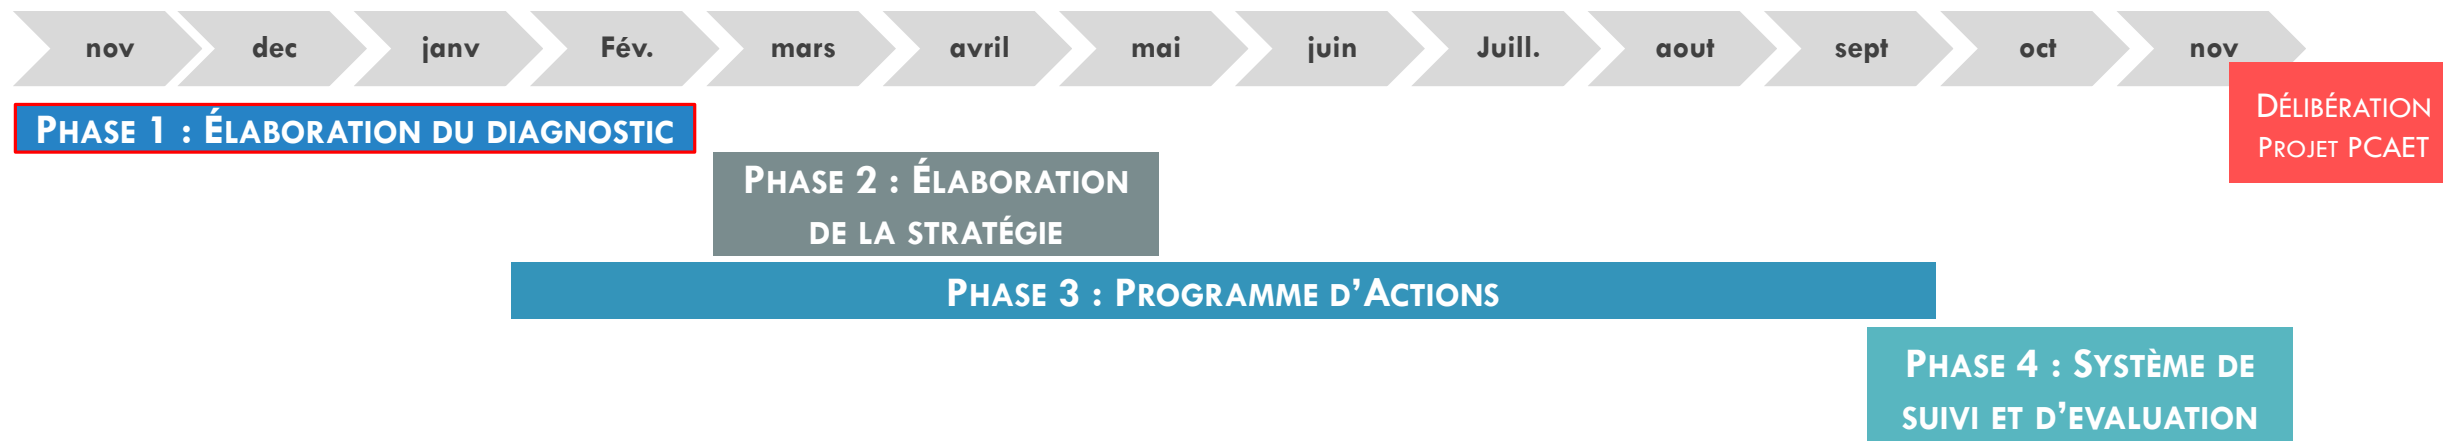 nov dec janv Fév. mars avril mai juin Juill. aout sept oct nov
DÉLIBÉRATION
PROJET PCAET
PHASE 1 : ÉLABORATION DU DIAGNOSTIC
PHASE 2 : ÉLABORATION
DE LA STRATÉGIE
PHASE 3 : PROGRAMME D’ACTIONS
PHASE 4 : SYSTÈME DE
SUIVI ET D’EVALUATION